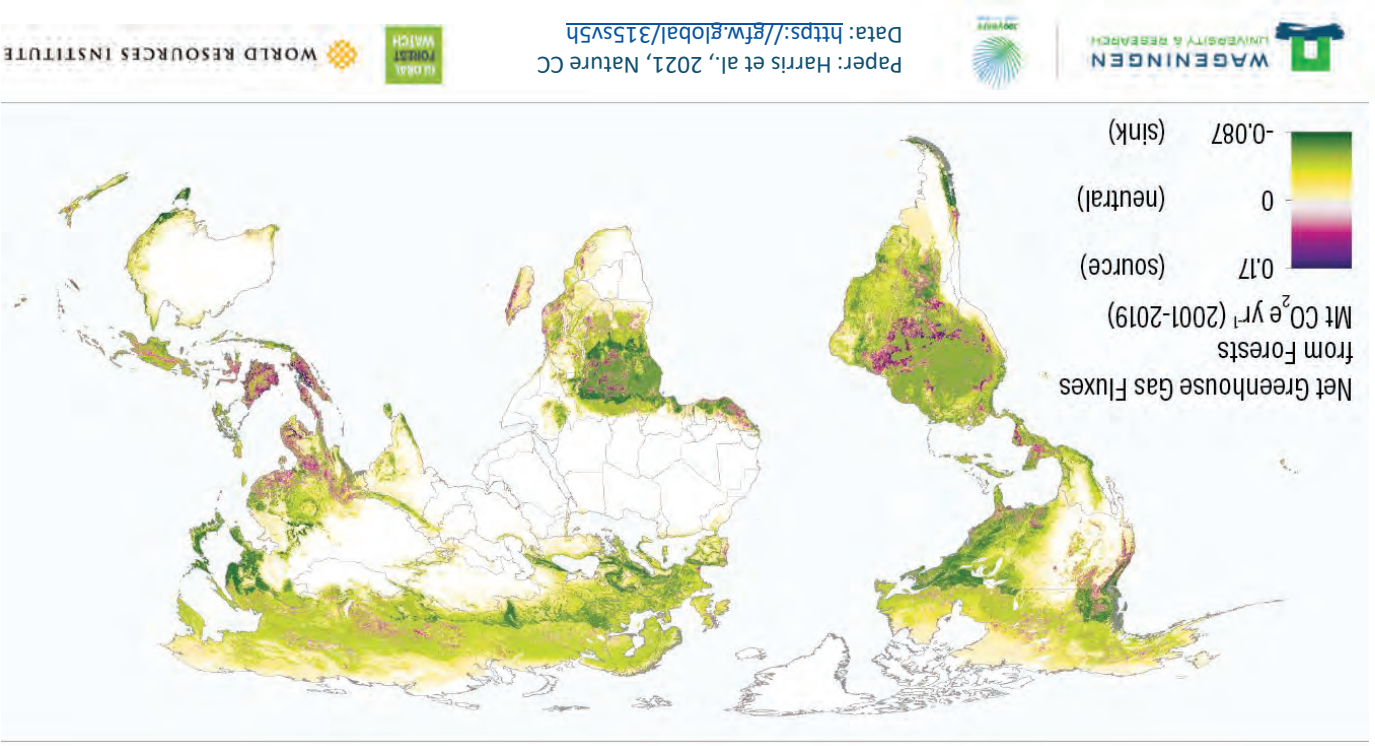 Net Greenhouse Gas Fluxes
from Forests
Mt CO₂e yr⁻¹ (2001-2019)
0.17 (source)
0 (neutral)
-0.087 (sink)
WAGENINGEN
UNIVERSITY & RESEARCH
Paper: Harris et al., 2021, Nature CC
Data: https://gfw.global/315ssv5h
GLOBAL
FOREST
WATCH
WORLD RESOURCES INSTITUTE